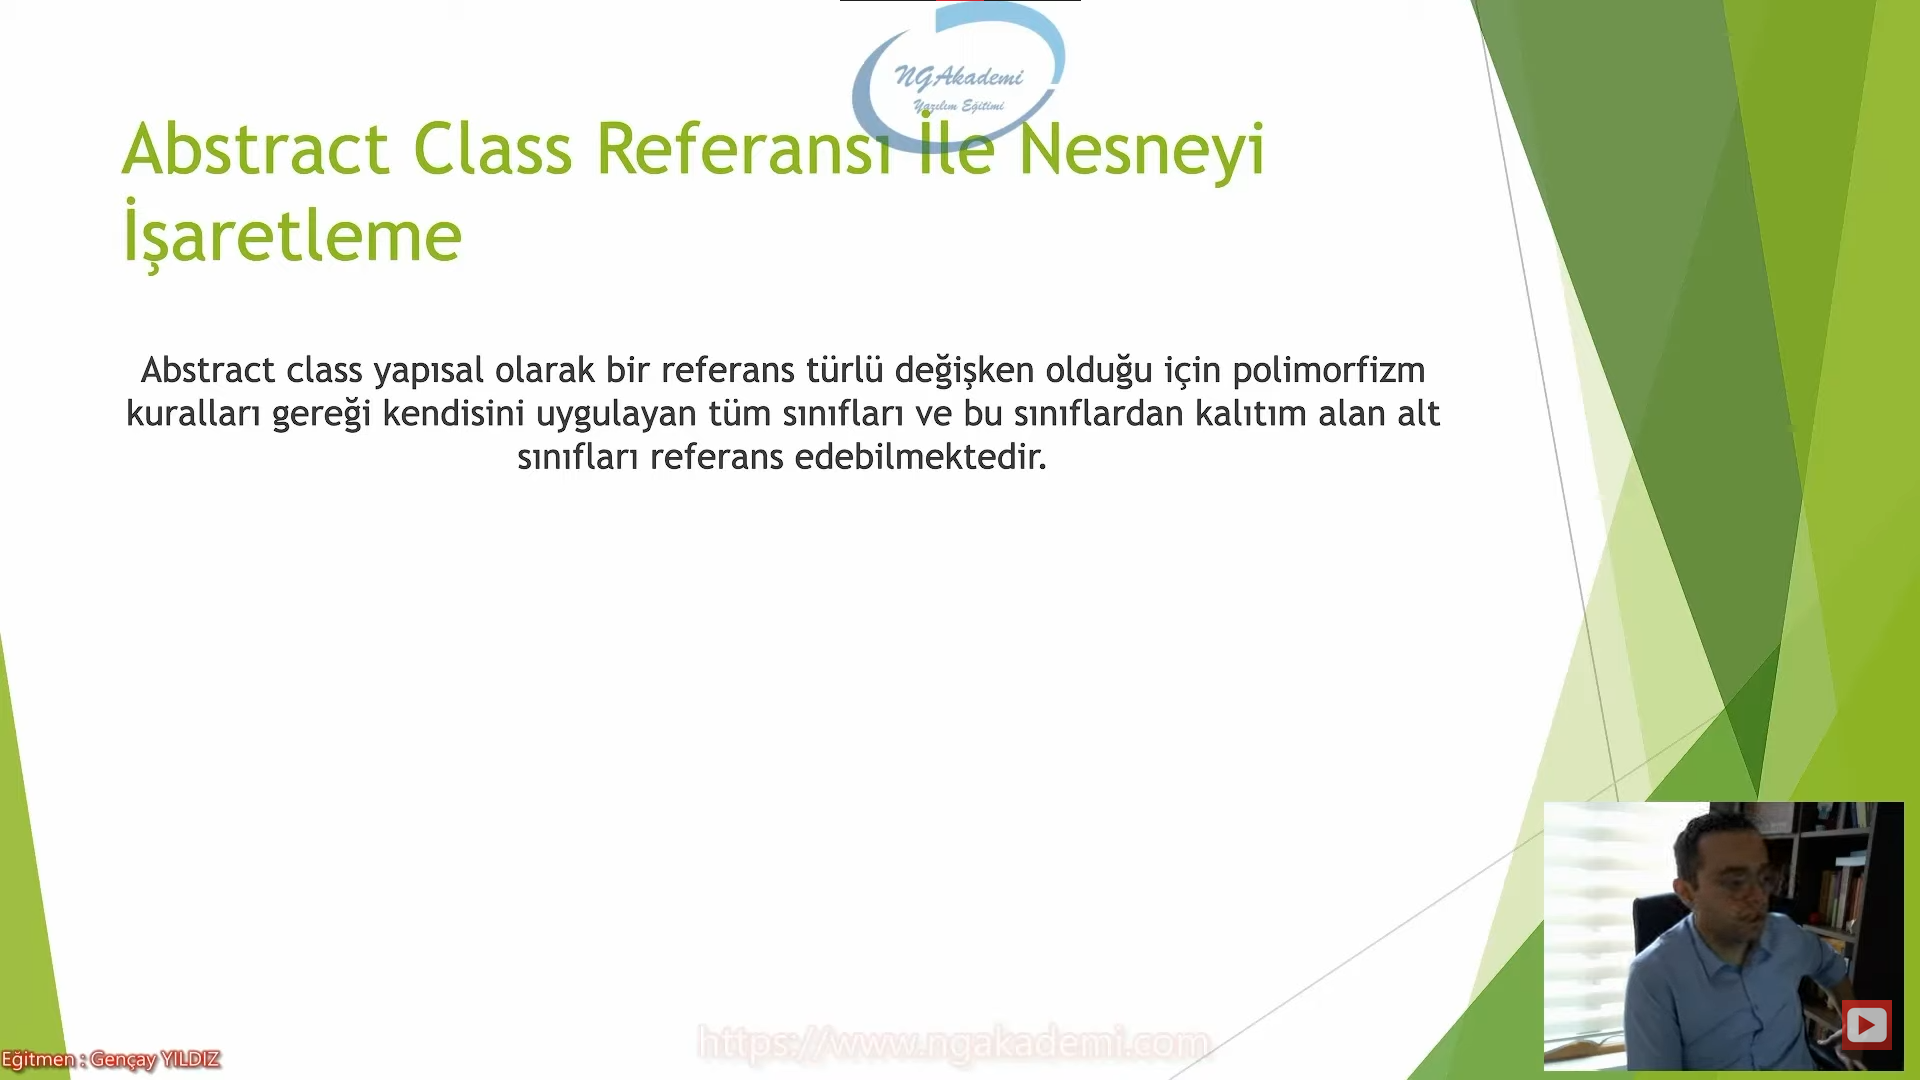 NGAkademi
Yazılım Eğitimi
Abstract Class Referansı İle Nesneyi
İşaretleme
Abstract class yapısal olarak bir referans türlü değişken olduğu için polimorfizm
kuralları gereği kendisini uygulayan tüm sınıfları ve bu sınıflardan kalıtım alan alt
sınıfları referans edebilmektedir.
https://www.ngakademi.com
Eğitmen : Gençay YILDIZ